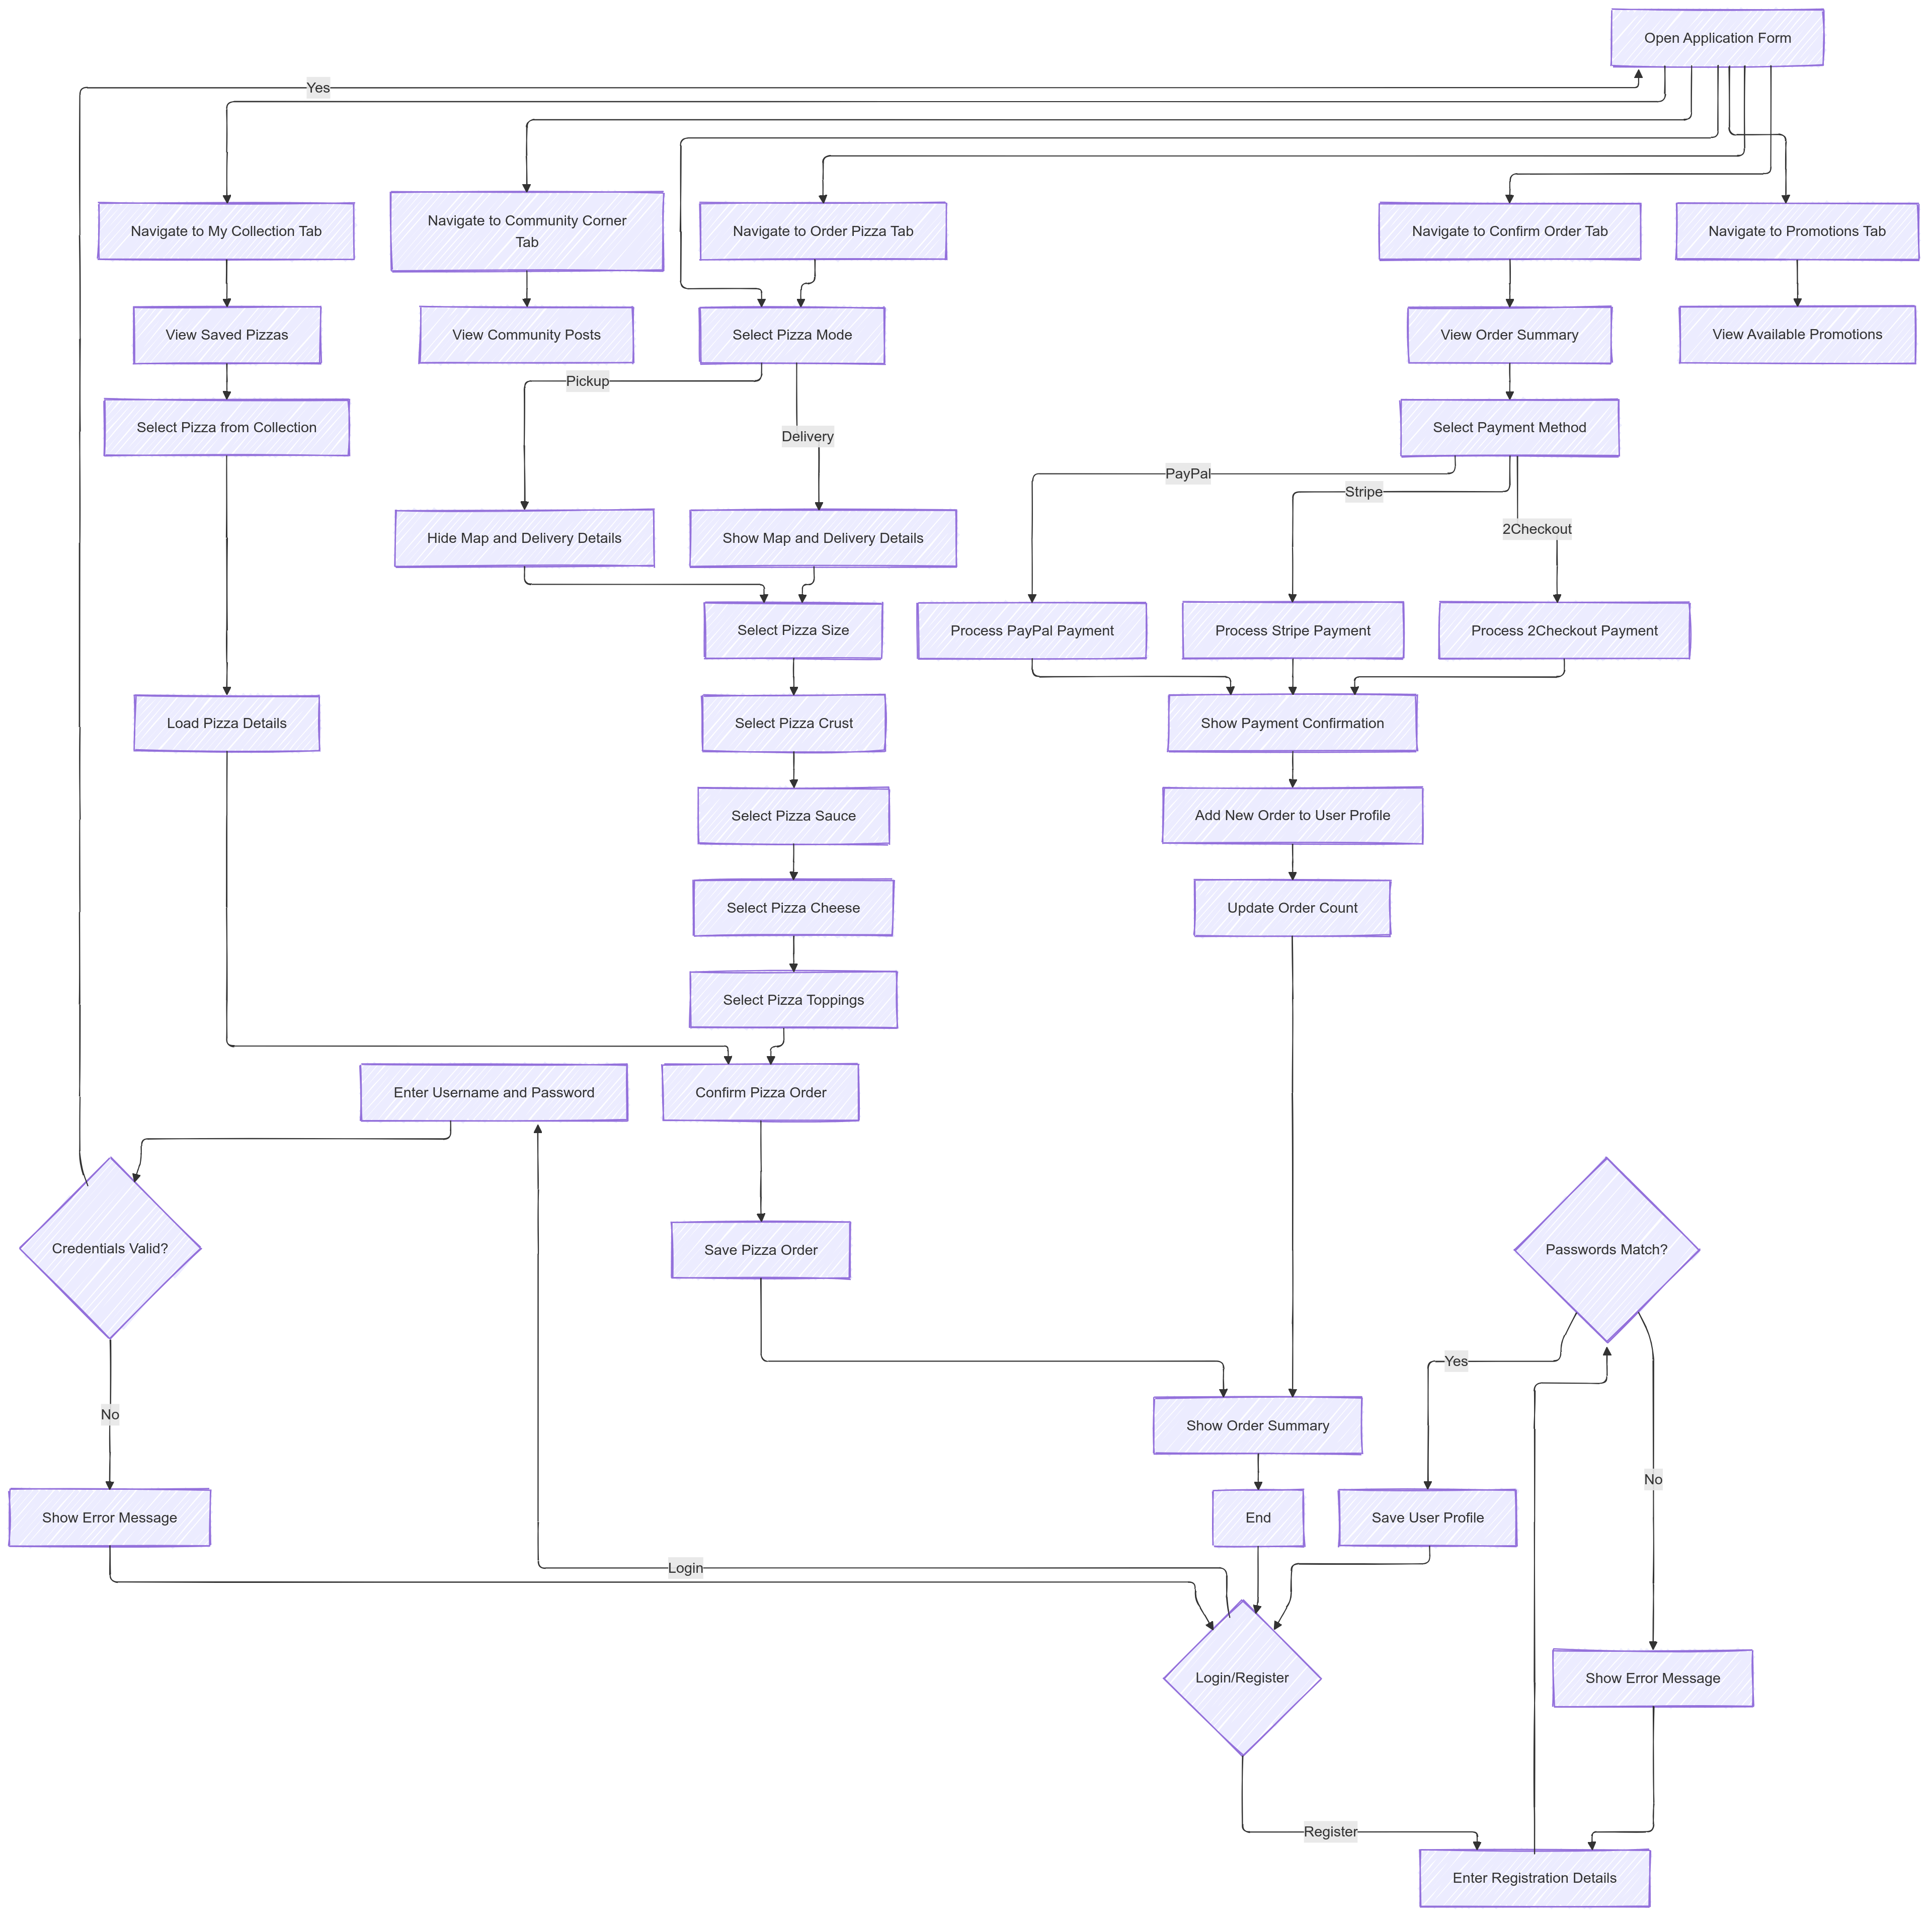 Open Application Form
Yes
Navigate to My Collection Tab
Navigate to Community Corner
Tab
Navigate to Order Pizza Tab
Navigate to Confirm Order Tab
Navigate to Promotions Tab
View Saved Pizzas
View Community Posts
Select Pizza Mode
View Order Summary
View Available Promotions
Pickup
Select Pizza from Collection
Delivery
Select Payment Method
PayPal
Stripe
2Checkout
Hide Map and Delivery Details
Show Map and Delivery Details
Select Pizza Size
Process PayPal Payment
Process Stripe Payment
Process 2Checkout Payment
Load Pizza Details
Select Pizza Crust
Show Payment Confirmation
Select Pizza Sauce
Add New Order to User Profile
Select Pizza Cheese
Update Order Count
Select Pizza Toppings
Enter Username and Password
Confirm Pizza Order
Credentials Valid?
Save Pizza Order
Passwords Match?
Yes
No
Show Order Summary
No
Show Error Message
End
Save User Profile
Login
Login/Register
Show Error Message
Register
Enter Registration Details